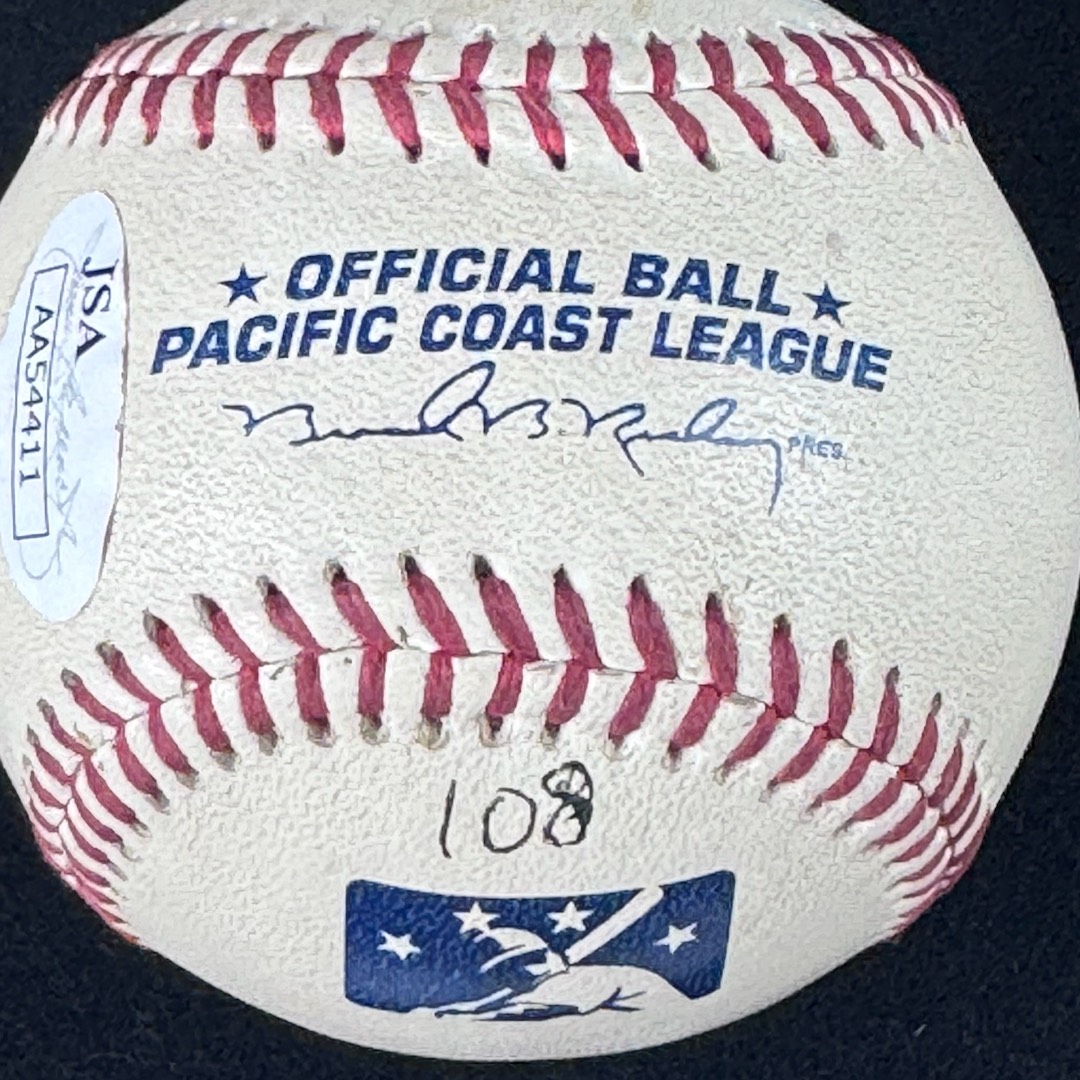 ★ OFFICIAL BALL ★
PACIFIC COAST LEAGUE
PRES.
JSA
AA54411
108